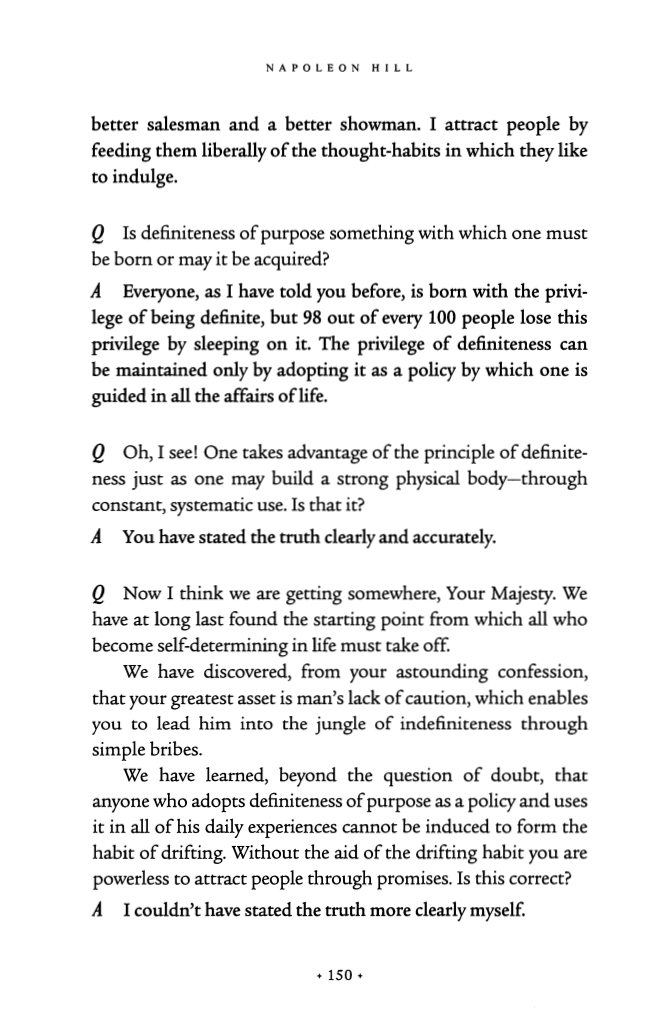 NAPOLEON HILL
better salesman and a better showman. I attract people by
feeding them liberally of the thought-habits in which they like
to indulge.
Q Is definiteness of purpose something with which one must
be born or may it be acquired?
A Everyone, as I have told you before, is born with the privi-
lege of being definite, but 98 out of every 100 people lose this
privilege by sleeping on it. The privilege of definiteness can
be maintained only by adopting it as a policy by which one is
guided in all the affairs of life.
Q Oh, I see! One takes advantage of the principle of definite-
ness just as one may build a strong physical body—through
constant, systematic use. Is that it?
A You have stated the truth clearly and accurately.
Q Now I think we are getting somewhere, Your Majesty. We
have at long last found the starting point from which all who
become self-determining in life must take off.
We have discovered, from your astounding confession,
that your greatest asset is man's lack of caution, which enables
you to lead him into the jungle of indefiniteness through
simple bribes.
We have learned, beyond the question of doubt, that
anyone who adopts definiteness of purpose as a policy and uses
it in all of his daily experiences cannot be induced to form the
habit of drifting. Without the aid of the drifting habit you are
powerless to attract people through promises. Is this correct?
A I couldn't have stated the truth more clearly myself.
• 150 •